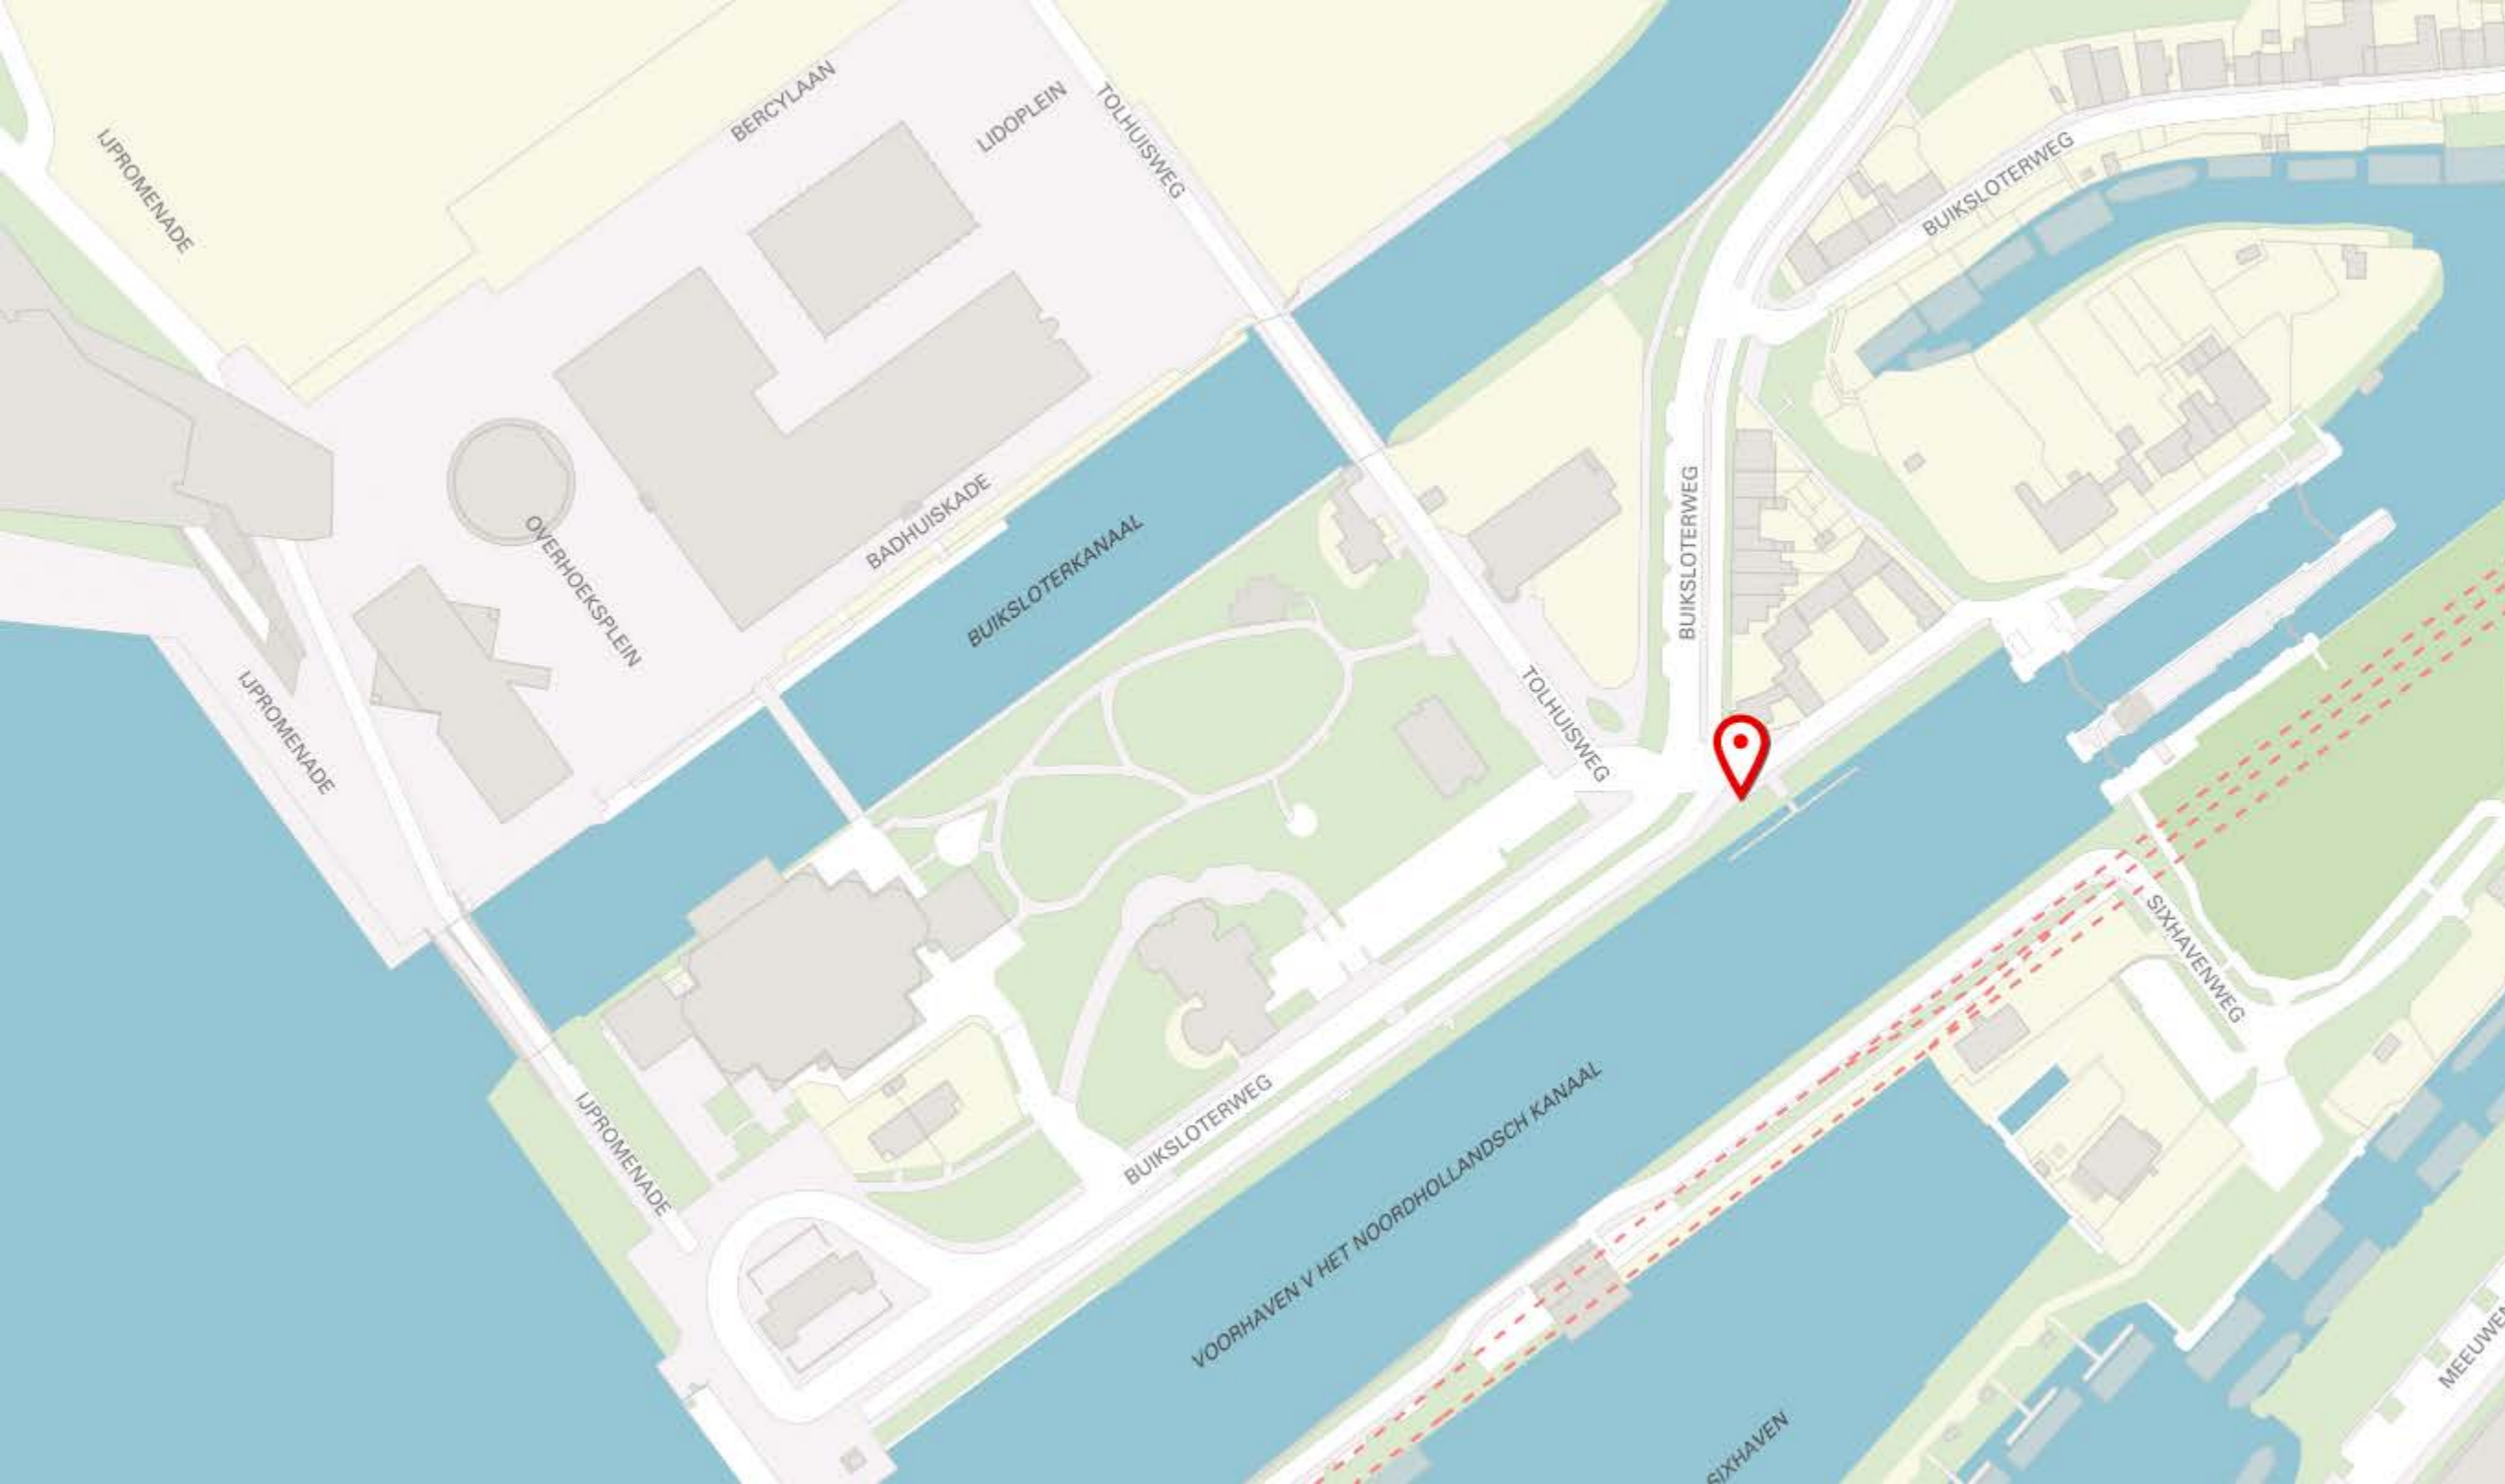 BERCYLAAN
LIDOPLEIN
TOLHUISWEG
IJPROMENADE
BUIKSLOTERWEG
BADHUISKADE
BUIKSLOTERKANAAL
OVERHOEKSPLEIN
BUIKSLOTERWEG
IJPROMENADE
TOLHUISWEG
SIXHAVENWEG
BUIKSLOTERWEG
IJPROMENADE
VOORHAVEN V HET NOORDHOLLANDSCH KANAAL
MEEUWEN
SIXHAVEN